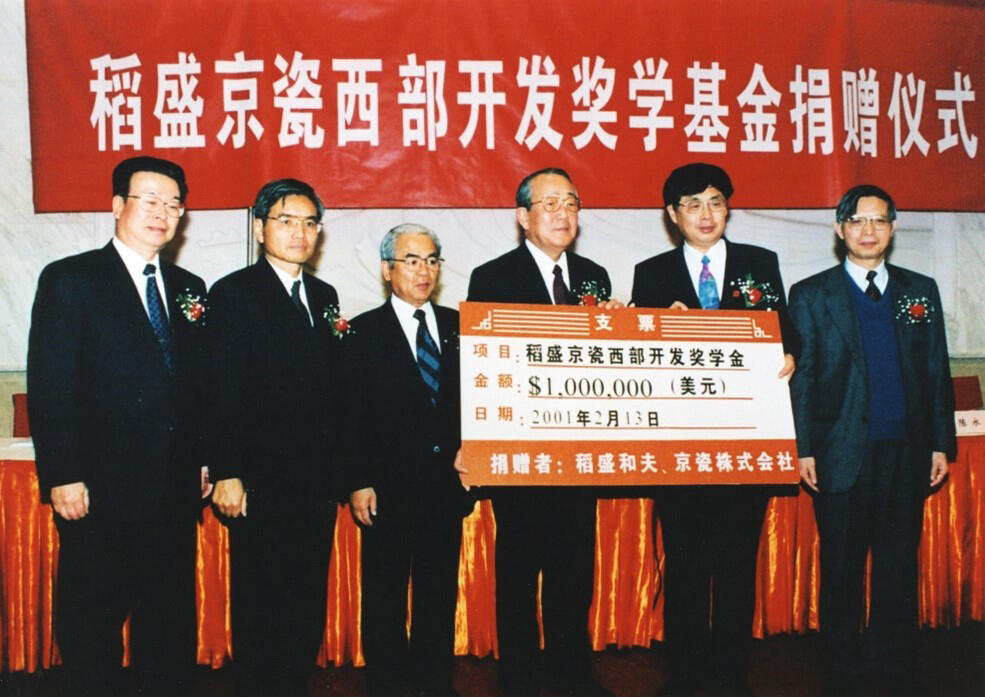 稻盛京瓷西部开发奖学基金捐赠仪式
支票
项目：稻盛京瓷西部开发奖学金
金额：$1,000,000（美元）
日期：2001年2月13日
捐赠者：稻盛和夫、京瓷株式会社
陈永